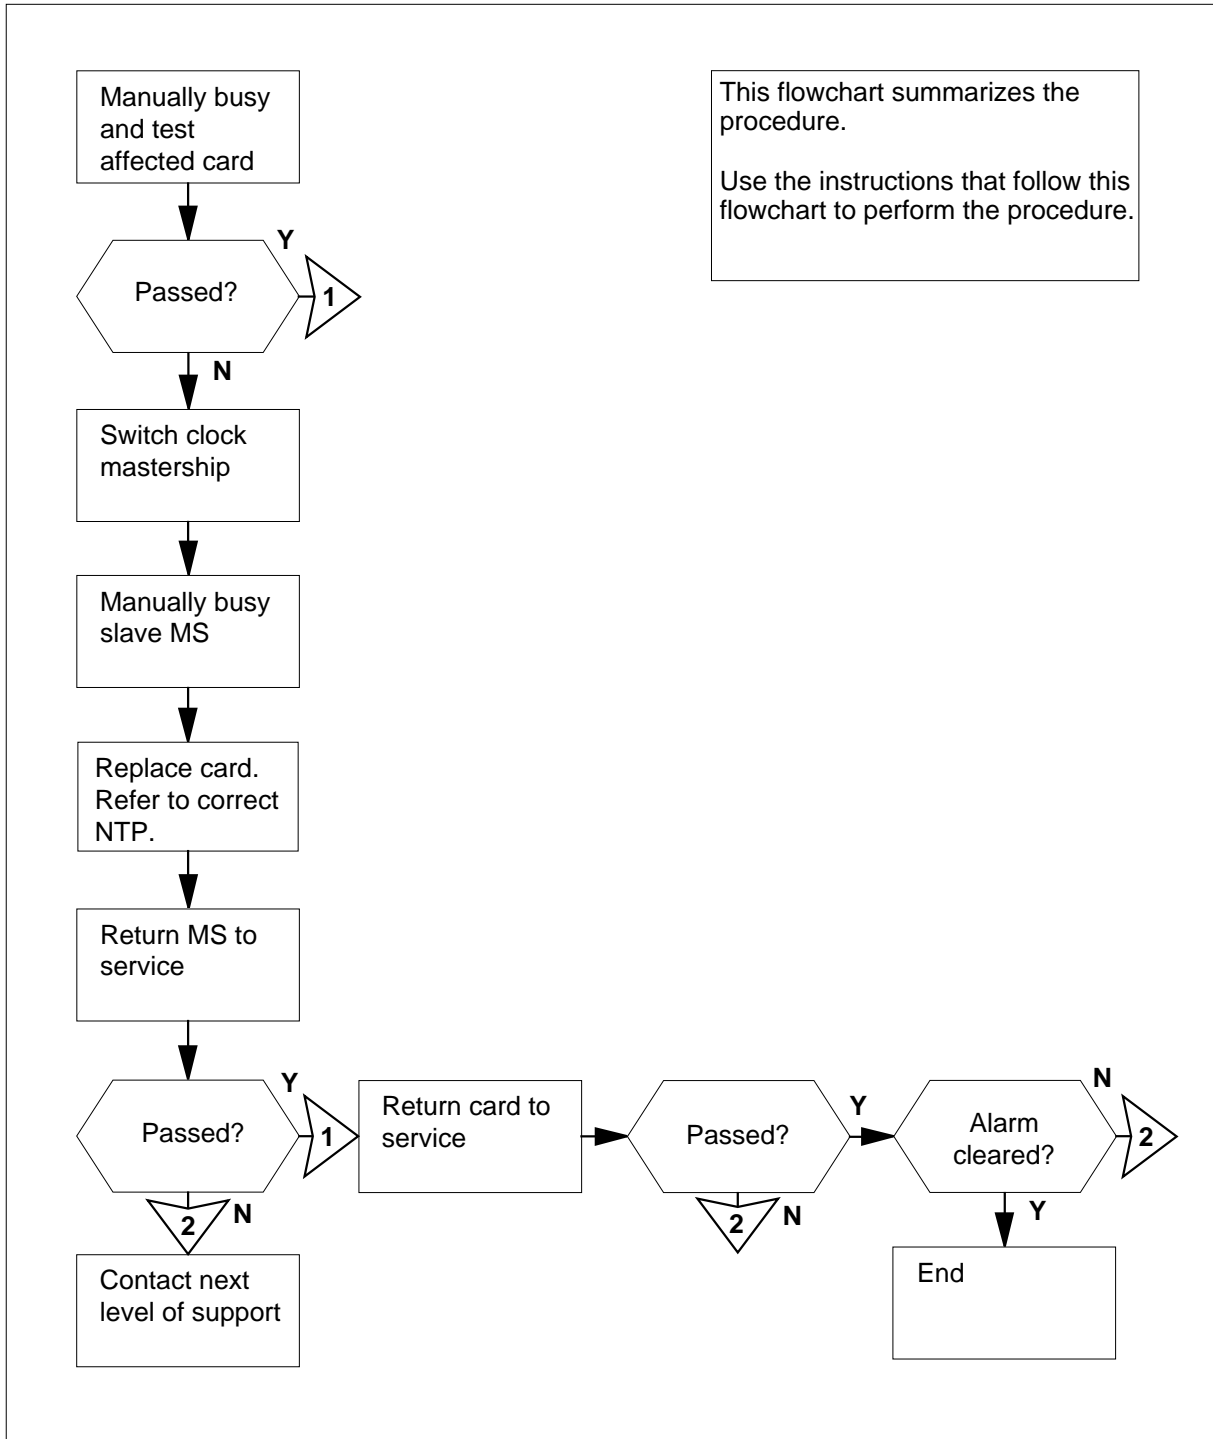 Manually busy
and test
affected card
This flowchart summarizes the
procedure.
Use the instructions that follow this
flowchart to perform the procedure.
Y
Passed?
1
N
Switch clock
mastership
Manually busy
slave MS
Replace card.
Refer to correct
NTP.
Return MS to
service
Y
Passed?
1
N
2
Contact next
level of support
Return card to
service
Passed?
Y
N
2
Alarm
cleared?
N
2
Y
End